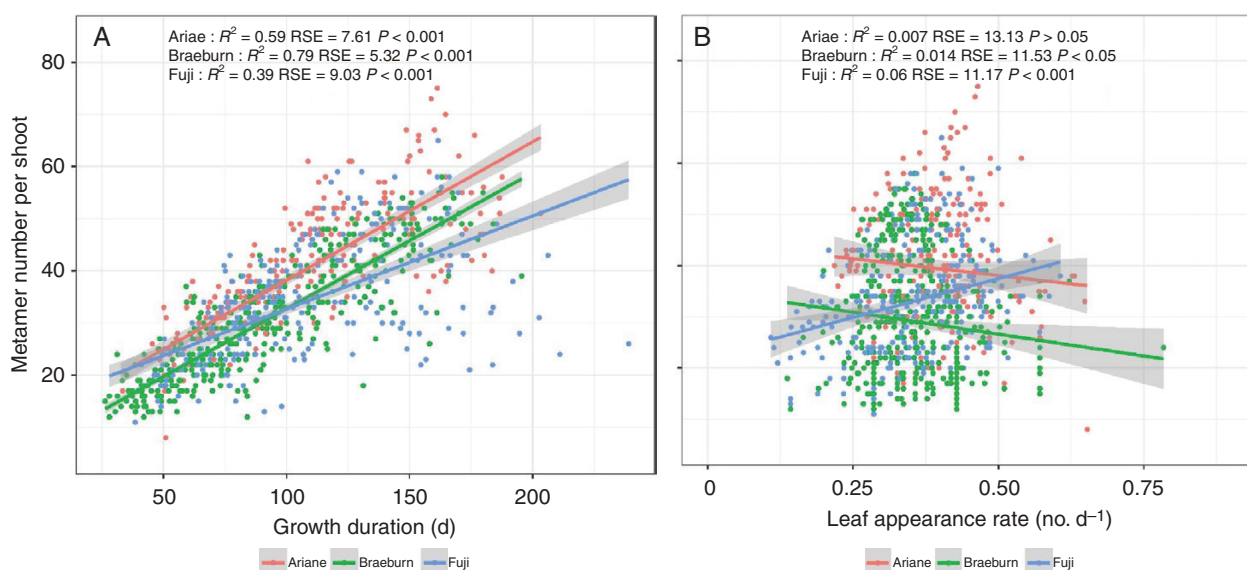 A
Ariae : R² = 0.59 RSE = 7.61 P < 0.001
Braeburn : R² = 0.79 RSE = 5.32 P < 0.001
Fuji : R² = 0.39 RSE = 9.03 P < 0.001
B
Ariae : R² = 0.007 RSE = 13.13 P > 0.05
Braeburn : R² = 0.014 RSE = 11.53 P < 0.05
Fuji : R² = 0.06 RSE = 11.17 P < 0.001
Metamer number per shoot
80
60
40
20
50 100 150 200
Growth duration (d)
0 0.25 0.50 0.75
Leaf appearance rate (no. d⁻¹)
Ariane Braeburn Fuji
Ariane Braeburn Fuji